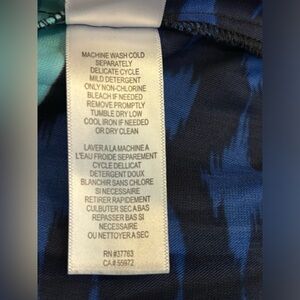 MACHINE WASH COLD
SEPARATELY
DELICATE CYCLE
MILD DETERGENT
ONLY NON-CHLORINE
BLEACH IF NEEDED
REMOVE PROMPTLY
TUMBLE DRY LOW
COOL IRON IF NEEDED
OR DRY CLEAN
LAVER A LA MACHINE A
L'EAU FROIDE SEPAREMENT
CYCLE DELLICAT
DETERGENT DOUX
BLANCHIR SANS CHLORE
SI NECESSAIRE
RETIRER RAPIDEMENT
CULBUTER SEC A BAS
REPASSER BAS SI
NECESSAIRE
OU NETTOYER A SEC
RN #37763
CA# 55972